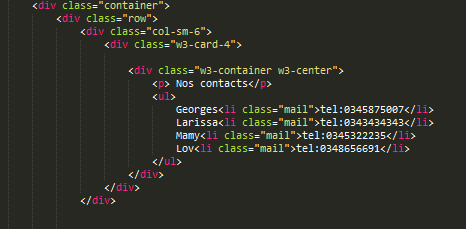 <div class="container">
<div class="row">
<div class="col-sm-6">
<div class="w3-card-4">
<div class="w3-container w3-center">
<p> Nos contacts</p>
<ul>
Georges<li class="mail">tel:0345875007</li>
Larissa<li class="mail">tel:0343434343</li>
Mamy<li class="mail">tel:0345322235</li>
Lov<li class="mail">tel:0348656691</li>
</ul>
</div>
</div>
</div>